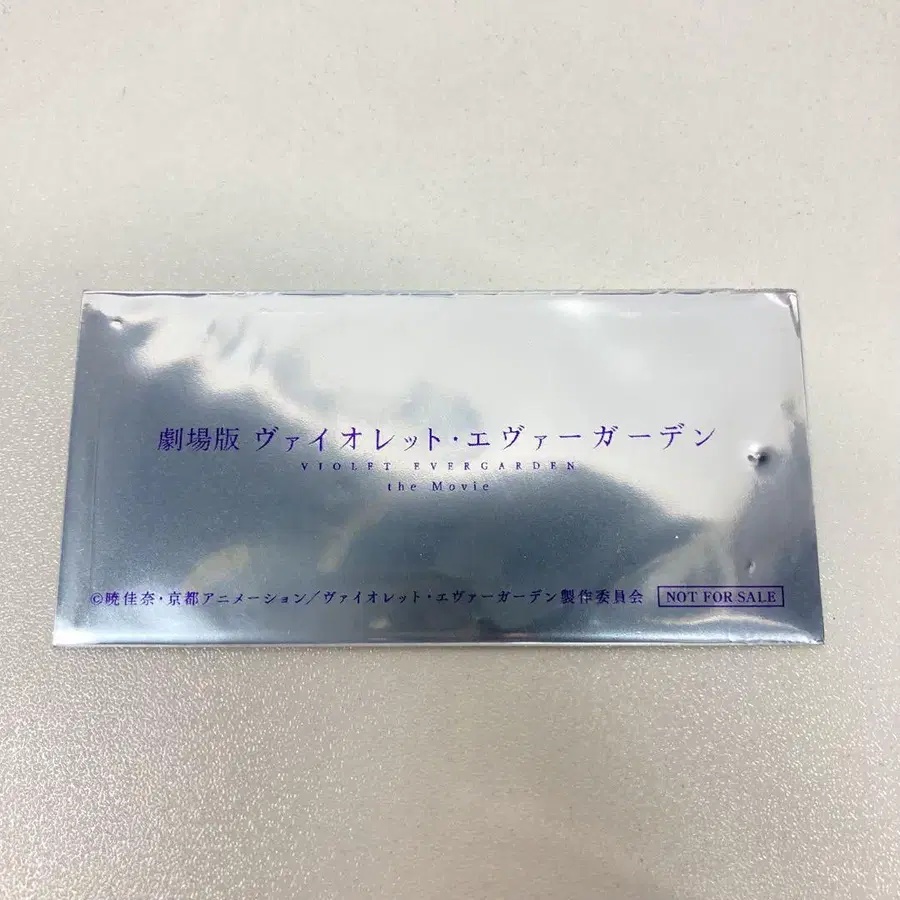 劇場版 ヴァイオレット・エヴァーガーデン
VIOLET EVERGARDEN
the Movie
©暁佳奈・京都アニメーション/ヴァイオレット・エヴァーガーデン製作委員会 NOT FOR SALE